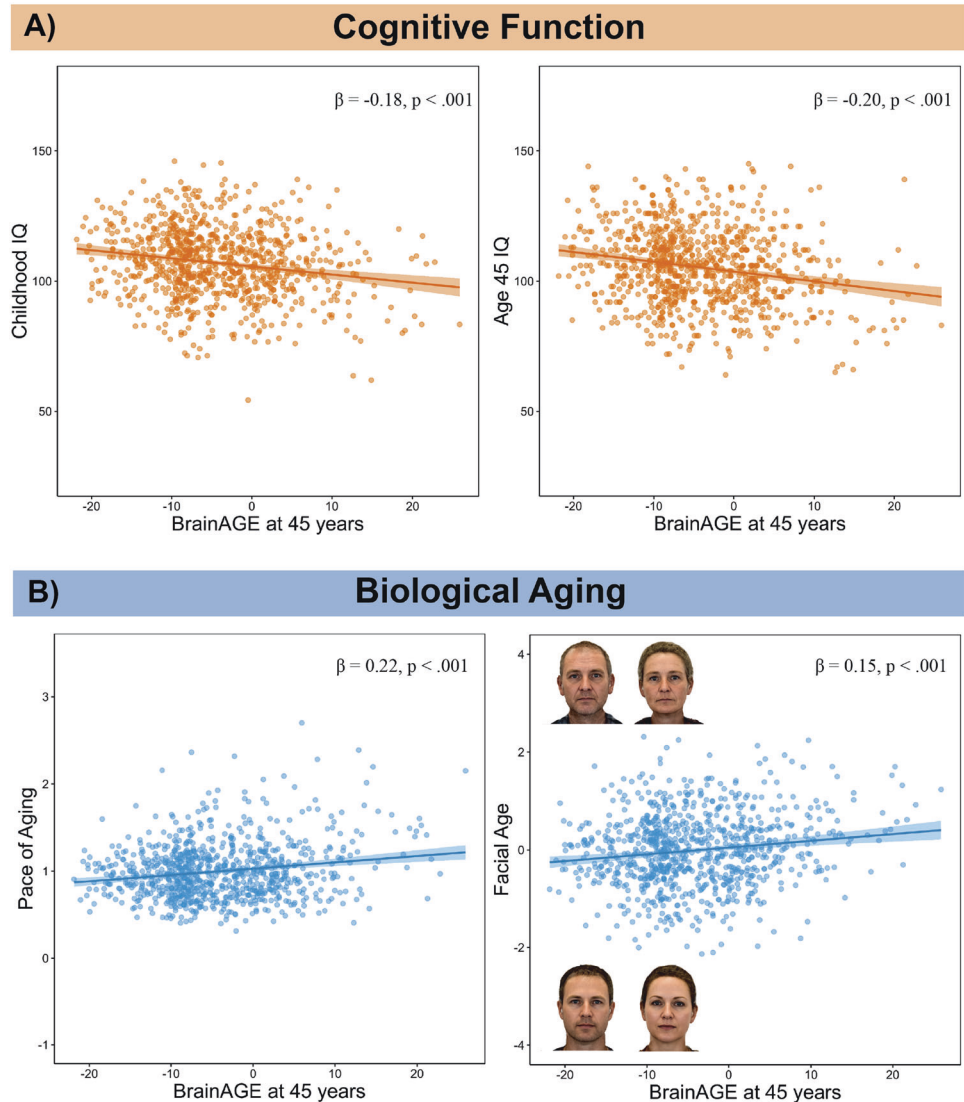 A) Cognitive Function
β = -0.18, p < .001
150
100
50
Childhood IQ
-20 -10 0 10 20
BrainAGE at 45 years
β = -0.20, p < .001
150
100
50
Age 45 IQ
-20 -10 0 10 20
BrainAGE at 45 years
B) Biological Aging
β = 0.22, p < .001
3
2
1
0
-1
Pace of Aging
-20 -10 0 10 20
BrainAGE at 45 years
β = 0.15, p < .001
4
2
0
-2
-4
Facial Age
-20 -10 0 10 20
BrainAGE at 45 years